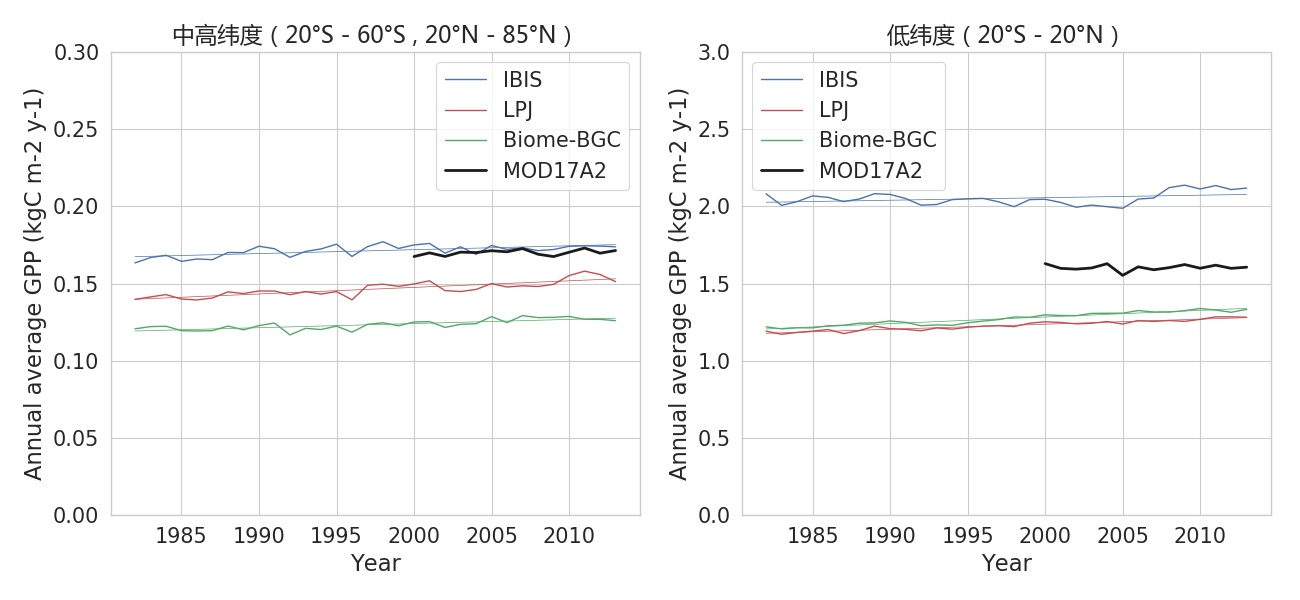 中高纬度 ( 20°S - 60°S , 20°N - 85°N )
Annual average GPP (kgC m-2 y-1)
0.30
0.25
0.20
0.15
0.10
0.05
0.00
IBIS
LPJ
Biome-BGC
MOD17A2
1985 1990 1995 2000 2005 2010
Year
低纬度 ( 20°S - 20°N )
Annual average GPP (kgC m-2 y-1)
3.0
2.5
2.0
1.5
1.0
0.5
0.0
IBIS
LPJ
Biome-BGC
MOD17A2
1985 1990 1995 2000 2005 2010
Year